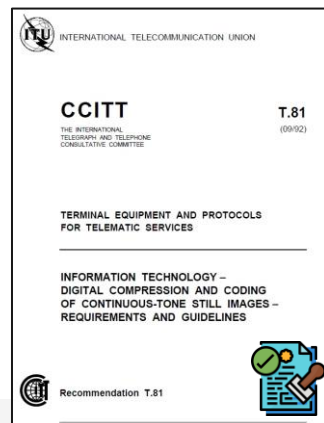 ITU
INTERNATIONAL TELECOMMUNICATION UNION
CCITT
T.81
THE INTERNATIONAL
(09/92)
TELEGRAPH AND TELEPHONE
CONSULTATIVE COMMITTEE
TERMINAL EQUIPMENT AND PROTOCOLS
FOR TELEMATIC SERVICES
INFORMATION TECHNOLOGY –
DIGITAL COMPRESSION AND CODING
OF CONTINUOUS-TONE STILL IMAGES –
REQUIREMENTS AND GUIDELINES
Recommendation T.81